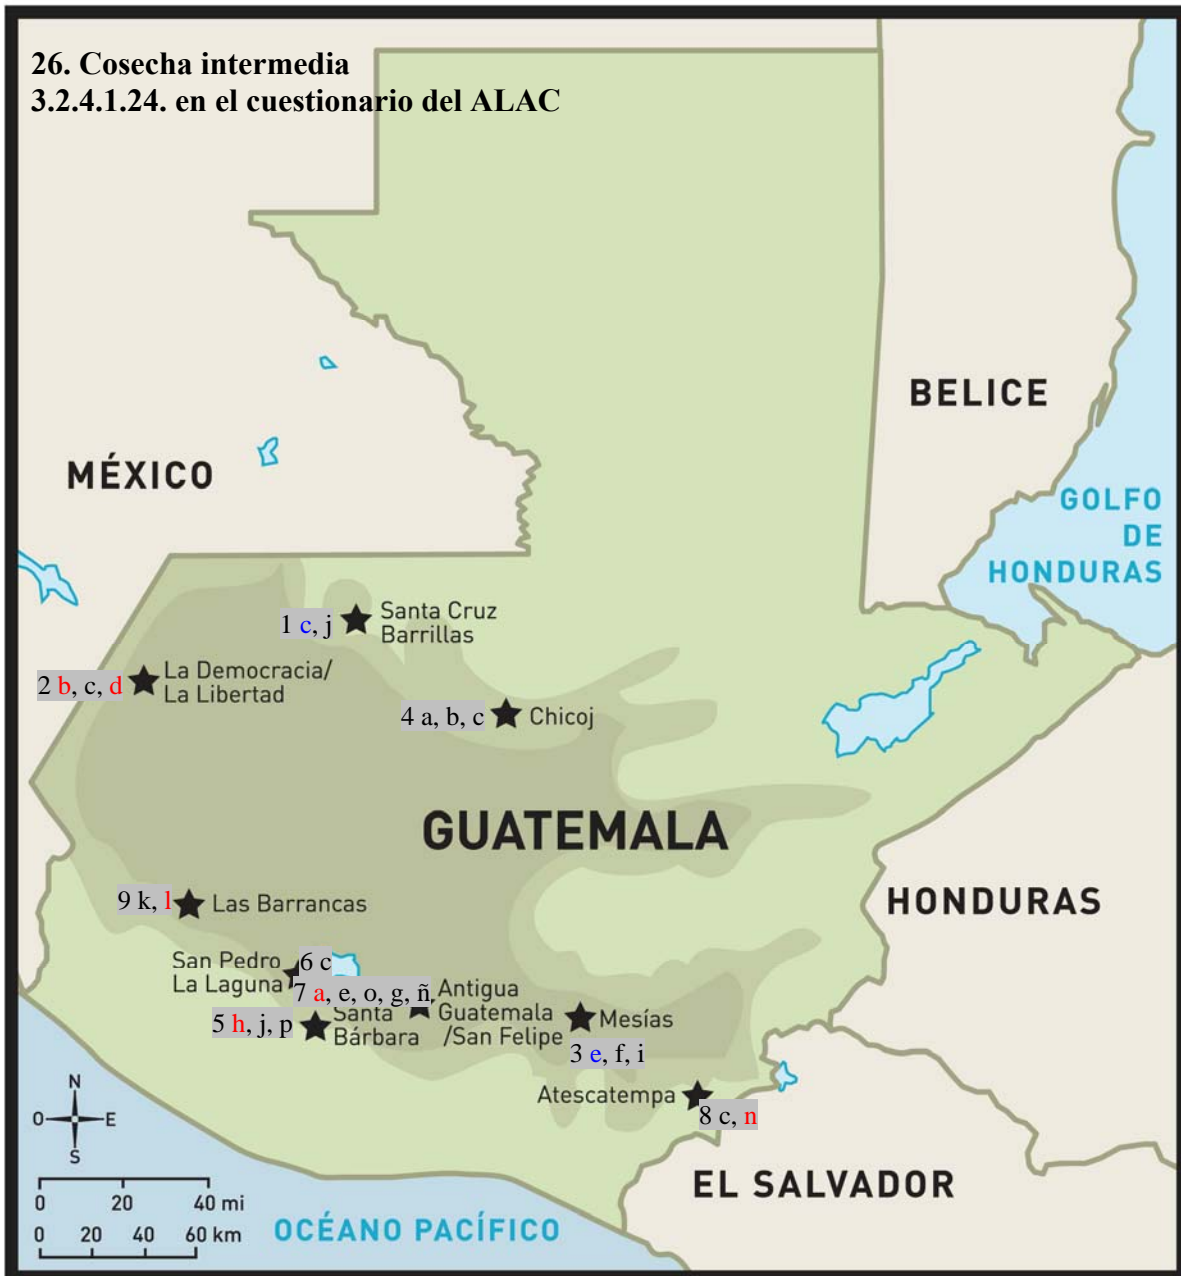 26. Cosecha intermedia
3.2.4.1.24. en el cuestionario del ALAC
BELICE
MÉXICO
GOLFO
DE
HONDURAS
1 c, j
Santa Cruz
Barrillas
2 b, c, d
La Democracia/
La Libertad
4 a, b, c
Chicoj
GUATEMALA
9 k, l
Las Barrancas
HONDURAS
San Pedro
La Laguna
6 c
7 a, e, o, g, ñ
Antigua
Guatemala
/San Felipe
5 h, j, p
Santa
Bárbara
Mesías
3 e, f, i
Atescatempa
8 c, n
N
O
E
S
EL SALVADOR
0 20 40 mi
0 20 40 60 km
OCÉANO PACÍFICO